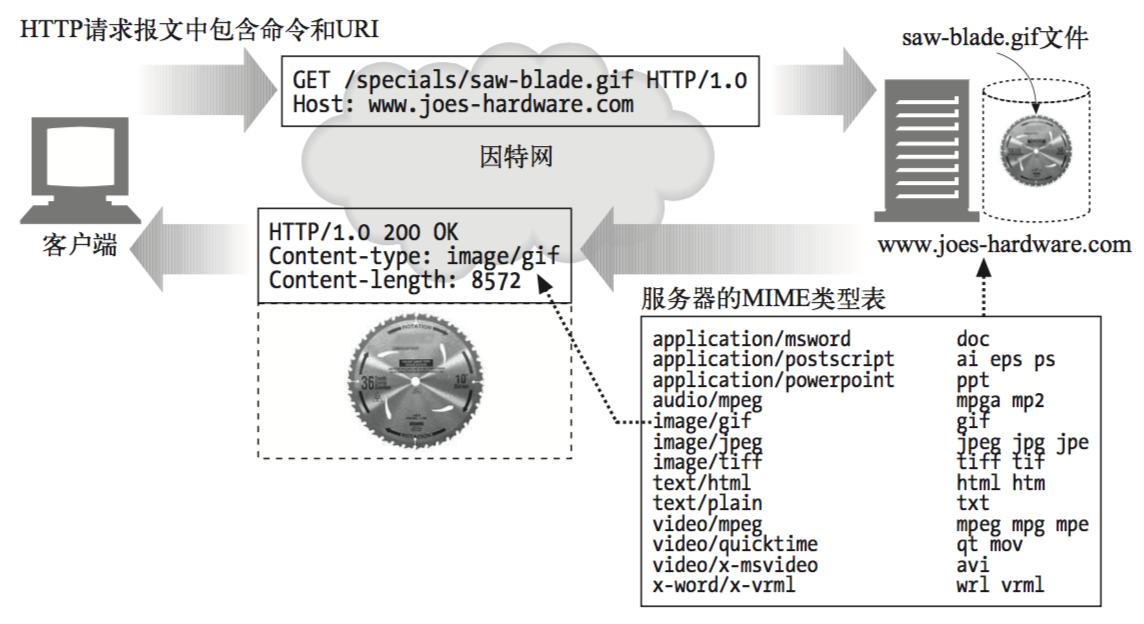 HTTP请求报文中包含命令和URI
saw-blade.gif文件
GET /specials/saw-blade.gif HTTP/1.0
Host: www.joes-hardware.com
因特网
客户端
www.joes-hardware.com
HTTP/1.0 200 OK
Content-type: image/gif
Content-length: 8572
ROTATION
36
10"
ROTATION
服务器的MIME类型表
application/msword doc
application/postscript ai eps ps
application/powerpoint ppt
audio/mpeg mpga mp2
image/gif gif
image/jpeg jpeg jpg jpe
image/tiff tiff tif
text/html html htm
text/plain txt
video/mpeg mpeg mpg mpe
video/quicktime qt mov
video/x-msvideo avi
x-word/x-vrml wrl vrml